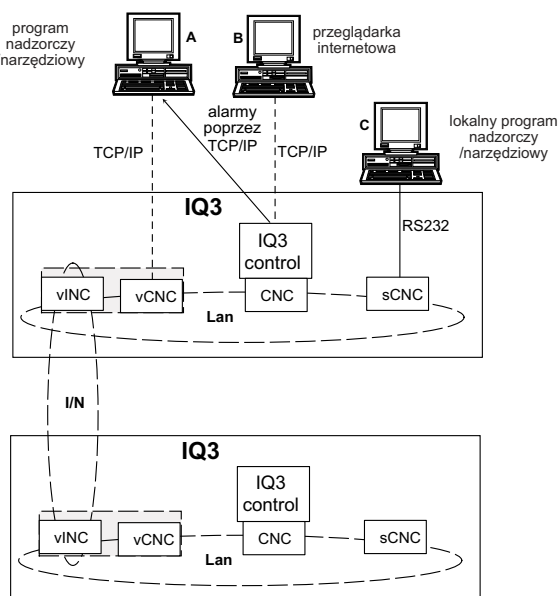 program
nadzorczy
/narzędziowy
A
B
przeglądarka
internetowa
alarmy
poprzez
TCP/IP
TCP/IP
TCP/IP
C
lokalny program
nadzorczy
/narzędziowy
RS232
IQ3
IQ3
control
vINC
vCNC
CNC
sCNC
Lan
I/N
IQ3
IQ3
control
vINC
vCNC
CNC
sCNC
Lan